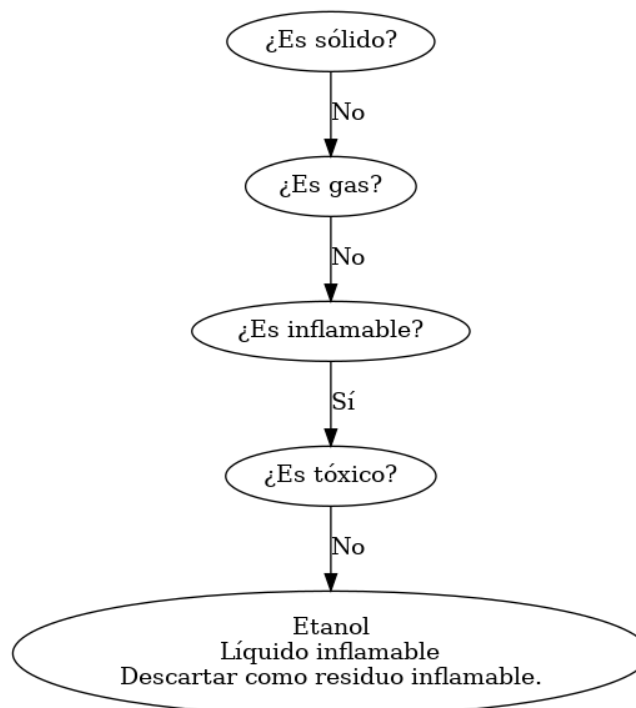 ¿Es sólido?
No
¿Es gas?
No
¿Es inflamable?
Sí
¿Es tóxico?
No
Etanol
Líquido inflamable
Descartar como residuo inflamable.